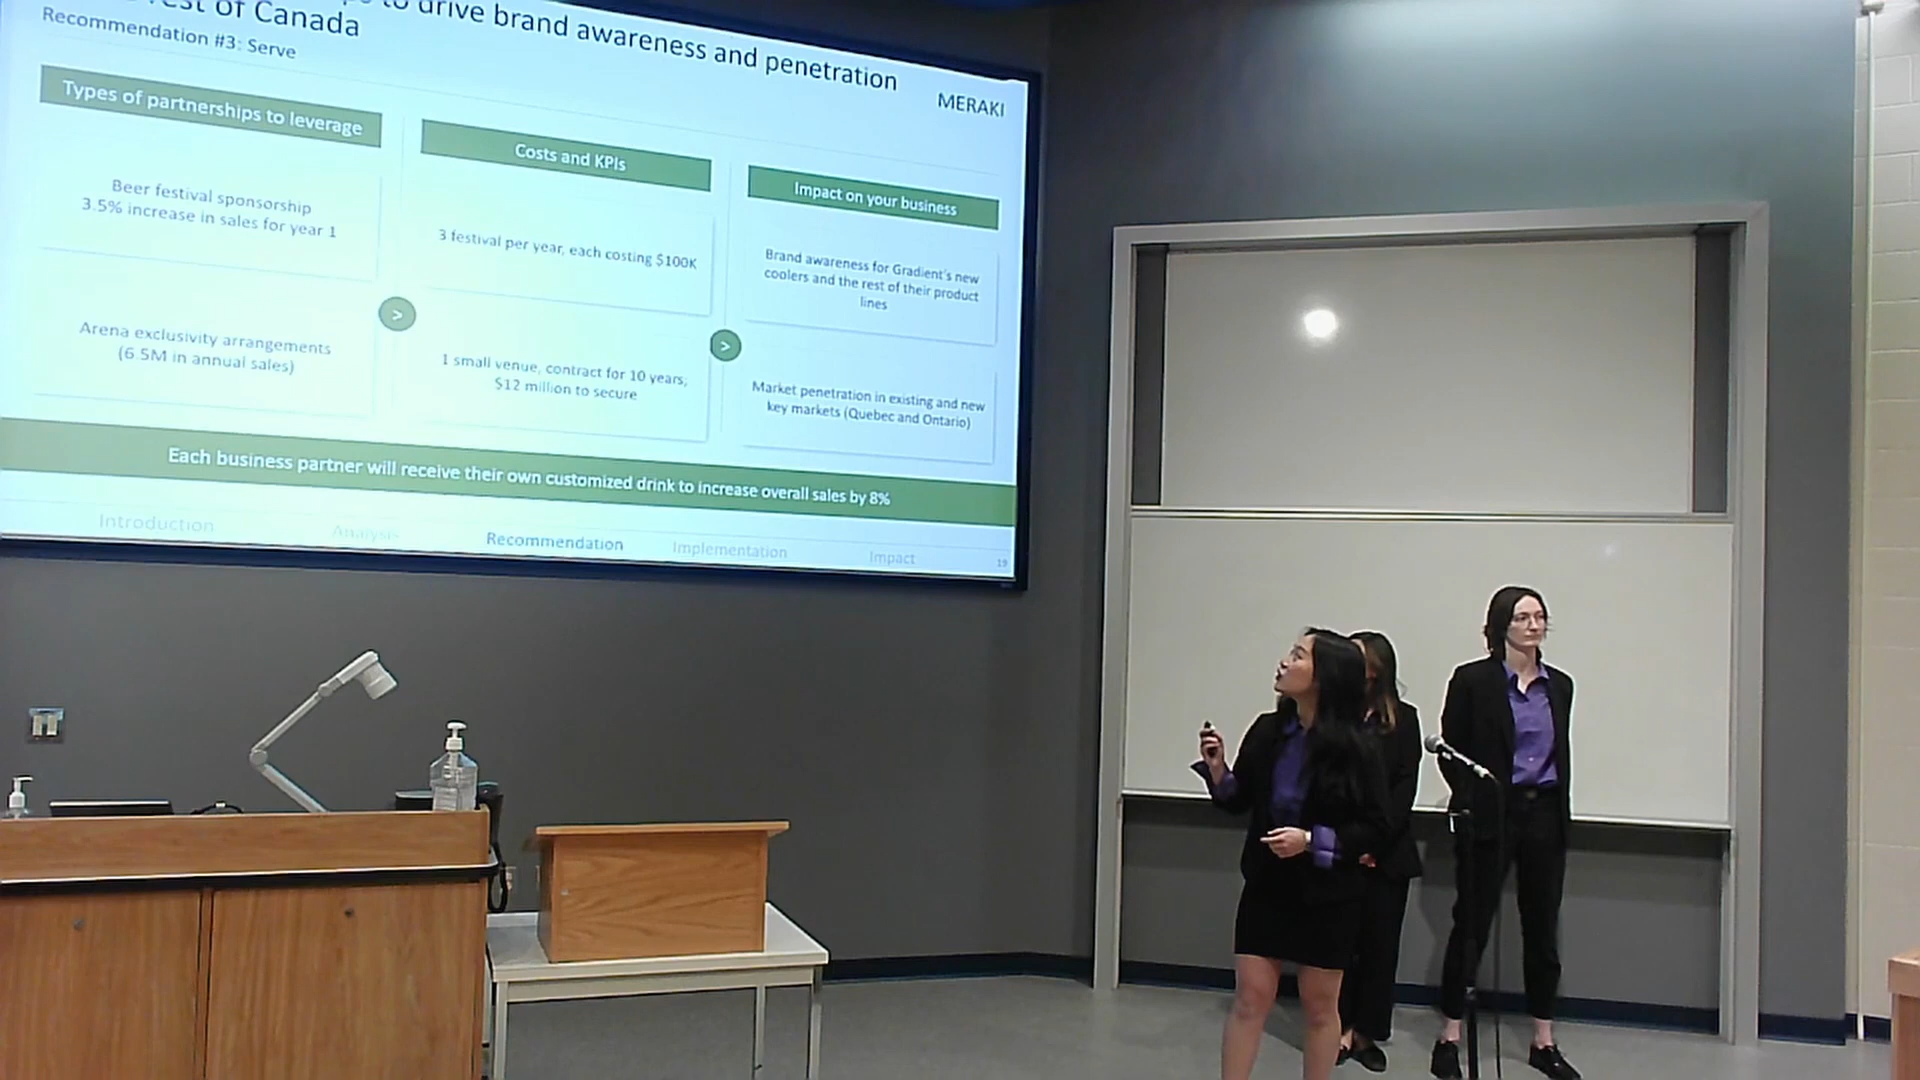 to drive brand awareness and penetration
rest of Canada
Recommendation #3: Serve
MERAKI
Types of partnerships to leverage
Beer festival sponsorship
3.5% increase in sales for year 1
Arena exclusivity arrangements
(6.5M in annual sales)
>
Costs and KPIs
3 festival per year, each costing $100K
1 small venue, contract for 10 years,
$12 million to secure
>
Impact on your business
Brand awareness for Gradient's new
coolers and the rest of their product
lines
Market penetration in existing and new
key markets (Quebec and Ontario)
Each business partner will receive their own customized drink to increase overall sales by 8%
Introduction
Analysis
Recommendation
Implementation
Impact
19